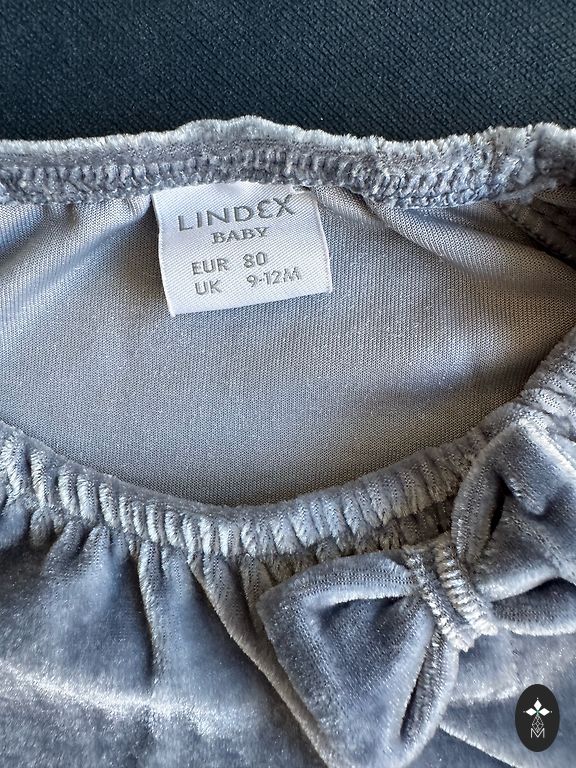 LINDEX
BABY
EUR 80
UK 9-12M
M